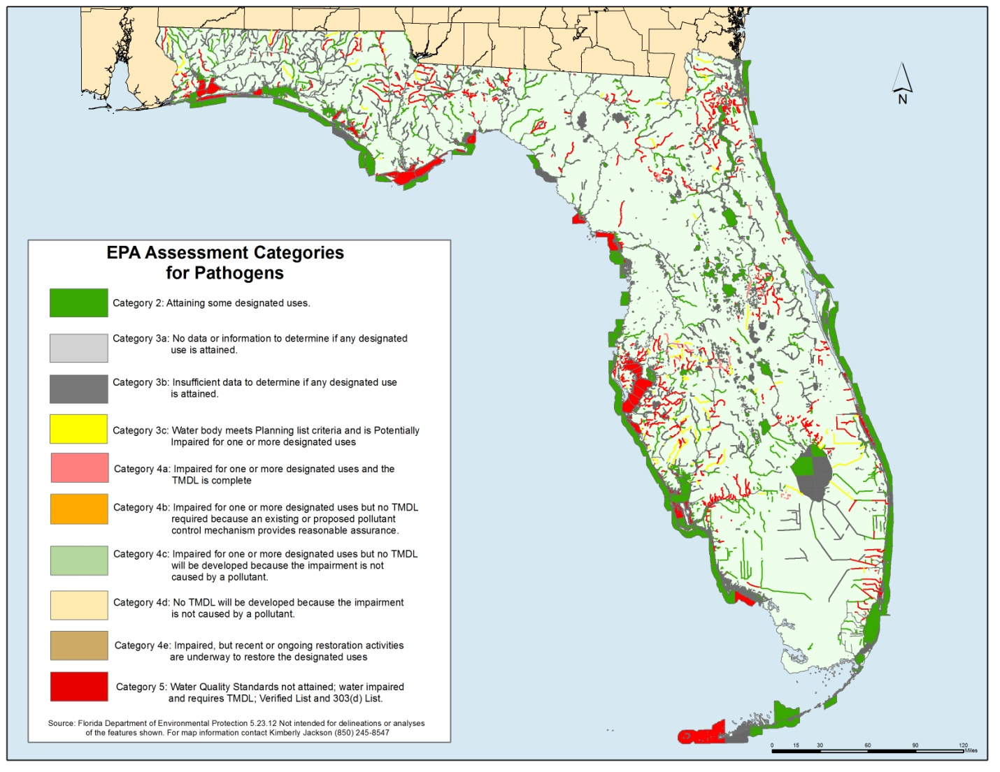 N
EPA Assessment Categories
for Pathogens
Category 2: Attaining some designated uses.
Category 3a: No data or information to determine if any designated
use is attained.
Category 3b: Insufficient data to determine if any designated use
is attained.
Category 3c: Water body meets Planning list criteria and is Potentially
Impaired for one or more designated uses
Category 4a: Impaired for one or more designated uses and the
TMDL is complete
Category 4b: Impaired for one or more designated uses but no TMDL
required because an existing or proposed pollutant
control mechanism provides reasonable assurance.
Category 4c: Impaired for one or more designated uses but no TMDL
will be developed because the impairment is not
caused by a pollutant.
Category 4d: No TMDL will be developed because the impairment
is not caused by a pollutant.
Category 4e: Impaired, but recent or ongoing restoration activities
are underway to restore the designated uses
Category 5: Water Quality Standards not attained; water impaired
and requires TMDL; Verified List and 303(d) List.
Source: Florida Department of Environmental Protection 5.23.12 Not intended for delineations or analyses
of the features shown. For map information contact Kimberly Jackson (850) 245-8547
0 15 30 60 90 120
Miles